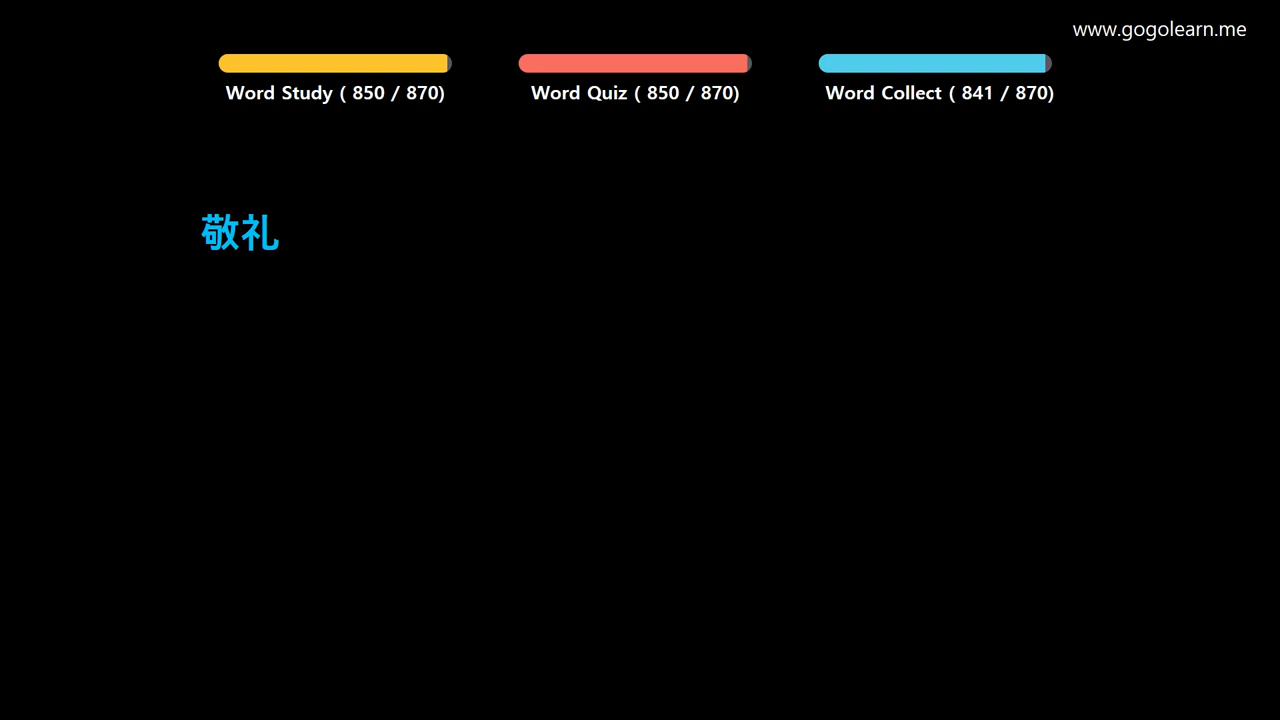 www.gogolearn.me
Word Study ( 850 / 870)
Word Quiz ( 850 / 870)
Word Collect ( 841 / 870)
敬礼